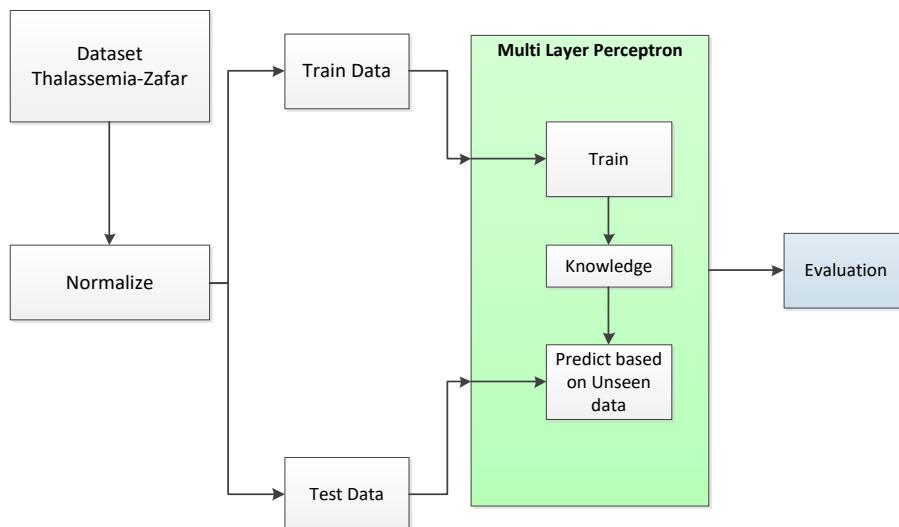 Dataset
Thalassemia-Zafar
Train Data
Multi Layer Perceptron
Train
Normalize
Knowledge
Evaluation
Predict based
on Unseen
data
Test Data